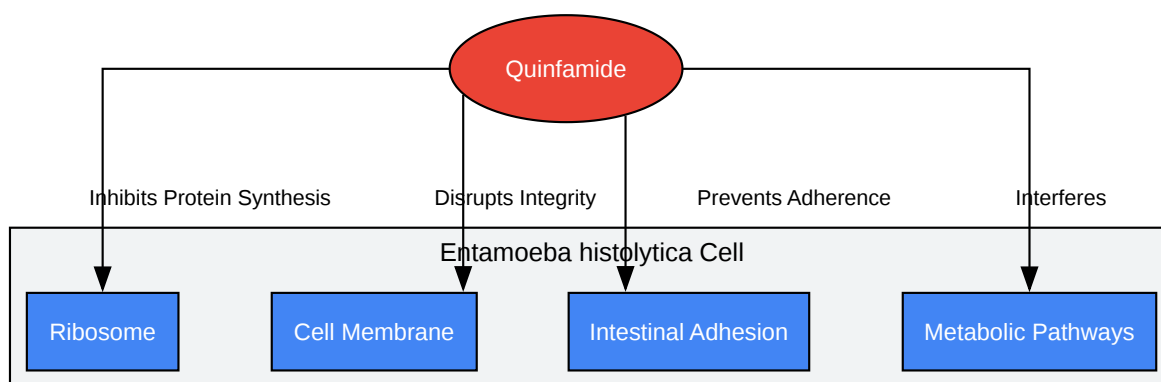 Quinfamide
Inhibits Protein Synthesis
Disrupts Integrity
Prevents Adherence
Interferes
Entamoeba histolytica Cell
Ribosome
Cell Membrane
Intestinal Adhesion
Metabolic Pathways